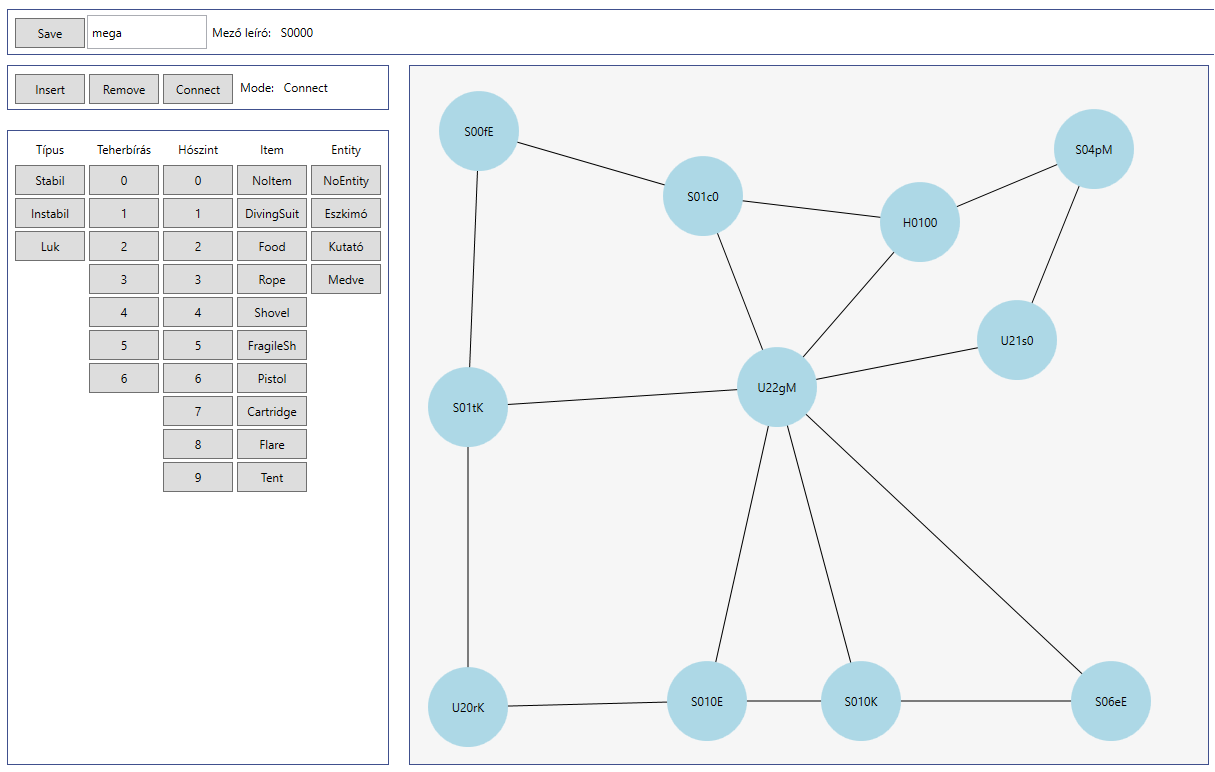 Save mega Mező leíró: S0000
Insert Remove Connect Mode: Connect
Típus Teherbírás Hószint Item Entity
Stabil 0 0 NoItem NoEntity
Instabil 1 1 DivingSuit Eszkimó
Luk 2 2 Food Kutató
3 3 Rope Medve
4 4 Shovel
5 5 FragileSh
6 6 Pistol
7 Cartridge
8 Flare
9 Tent
S00fE
S04pM
S01c0
H0100
U21s0
U22gM
S01tK
U20rK
S010E
S010K
S06eE